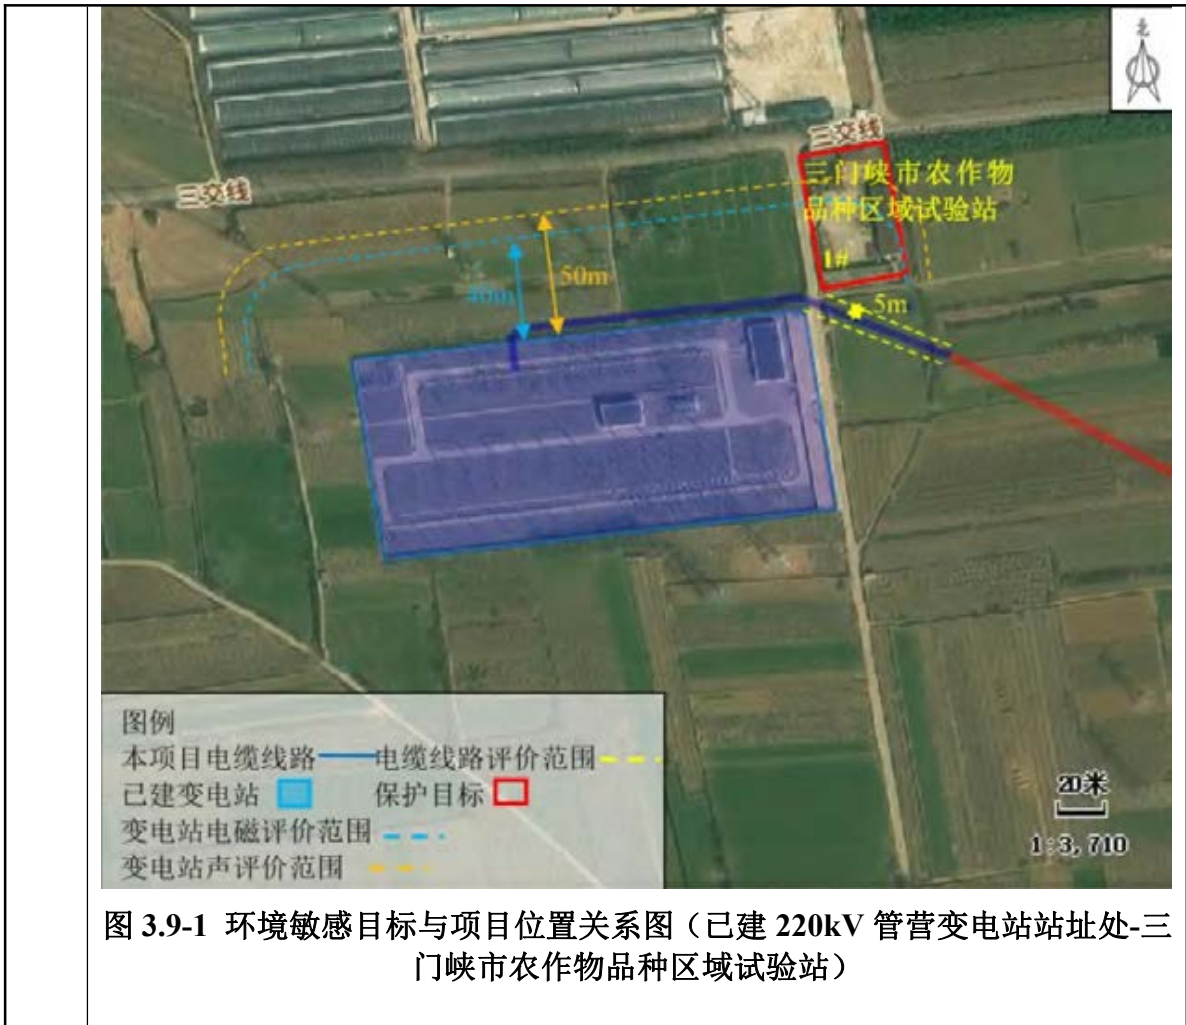 北
三交线
三交线
三门峡市农作物
品种区域试验站
1#
50m
40m
5m
图例
本项目电缆线路
电缆线路评价范围
已建变电站
保护目标
变电站电磁评价范围
变电站声评价范围
20米
1:3,710
图 3.9-1 环境敏感目标与项目位置关系图（已建 220kV 管营变电站站址处-三
门峡市农作物品种区域试验站）